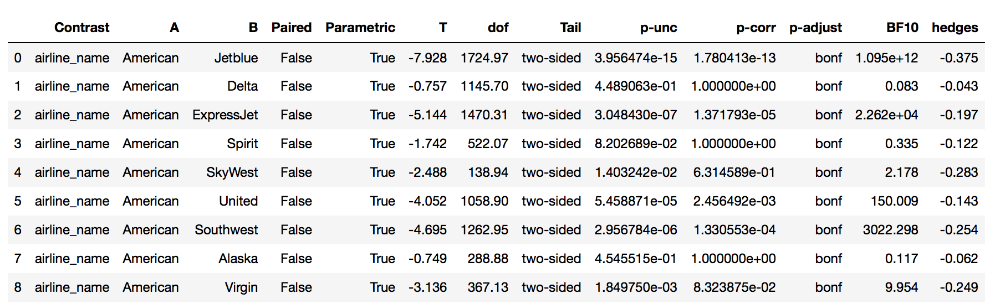 Contrast A B Paired Parametric T dof Tail p-unc p-corr p-adjust BF10 hedges
0 airline_name American Jetblue False True -7.928 1724.97 two-sided 3.956474e-15 1.780413e-13 bonf 1.095e+12 -0.375
1 airline_name American Delta False True -0.757 1145.70 two-sided 4.489063e-01 1.000000e+00 bonf 0.083 -0.043
2 airline_name American ExpressJet False True -5.144 1470.31 two-sided 3.048430e-07 1.371793e-05 bonf 2.262e+04 -0.197
3 airline_name American Spirit False True -1.742 522.07 two-sided 8.202689e-02 1.000000e+00 bonf 0.335 -0.122
4 airline_name American SkyWest False True -2.488 138.94 two-sided 1.403242e-02 6.314589e-01 bonf 2.178 -0.283
5 airline_name American United False True -4.052 1058.90 two-sided 5.458871e-05 2.456492e-03 bonf 150.009 -0.143
6 airline_name American Southwest False True -4.695 1262.95 two-sided 2.956784e-06 1.330553e-04 bonf 3022.298 -0.254
7 airline_name American Alaska False True -0.749 288.88 two-sided 4.545515e-01 1.000000e+00 bonf 0.117 -0.062
8 airline_name American Virgin False True -3.136 367.13 two-sided 1.849750e-03 8.323875e-02 bonf 9.954 -0.249